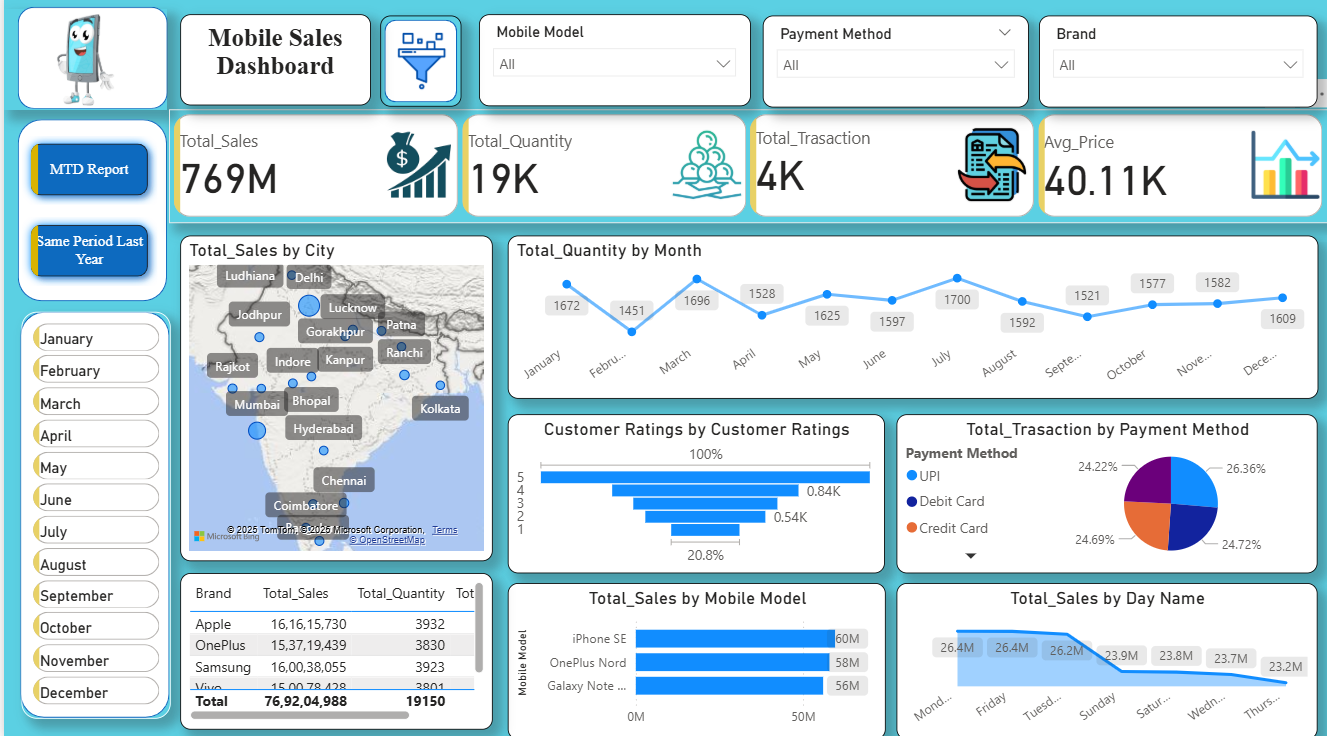 Mobile Sales
Dashboard
Mobile Model
All
Payment Method
All
Brand
All
MTD Report
Same Period Last
Year
Total_Sales
769M
Total_Quantity
19K
Total_Trasaction
4K
Avg_Price
40.11K
January
February
March
April
May
June
July
August
September
October
November
December
Total_Sales by City
Ludhiana
Delhi
Lucknow
Jodhpur
Gorakhpur
Patna
Ranchi
Rajkot
Indore
Kanpur
Mumbai
Bhopal
Kolkata
Hyderabad
Chennai
Coimbatore
© 2025 TomTom, © 2025 Microsoft Corporation, Terms
Microsoft Bing
© OpenStreetMap
Total_Quantity by Month
1672
1451
1696
1528
1625
1597
1700
1592
1521
1577
1582
1609
January
Febru...
March
April
May
June
July
August
Septe...
October
Nove...
Dece...
Customer Ratings by Customer Ratings
100%
5
4
0.84K
3
2
0.54K
1
20.8%
Total_Trasaction by Payment Method
Payment Method
UPI
Debit Card
Credit Card
24.22%
26.36%
24.69%
24.72%
Brand Total_Sales Total_Quantity Tot
Apple 16,16,15,730 3932
OnePlus 15,37,19,439 3830
Samsung 16,00,38,055 3923
Vivo 15,00,78,428 3801
Total 76,92,04,988 19150
Total_Sales by Mobile Model
Mobile Model
iPhone SE 60M
OnePlus Nord 58M
Galaxy Note ... 56M
0M 50M
Total_Sales by Day Name
26.4M
26.4M
26.2M
23.9M
23.8M
23.7M
23.2M
Mond...
Friday
Tuesd...
Sunday
Satur...
Wedn...
Thurs...